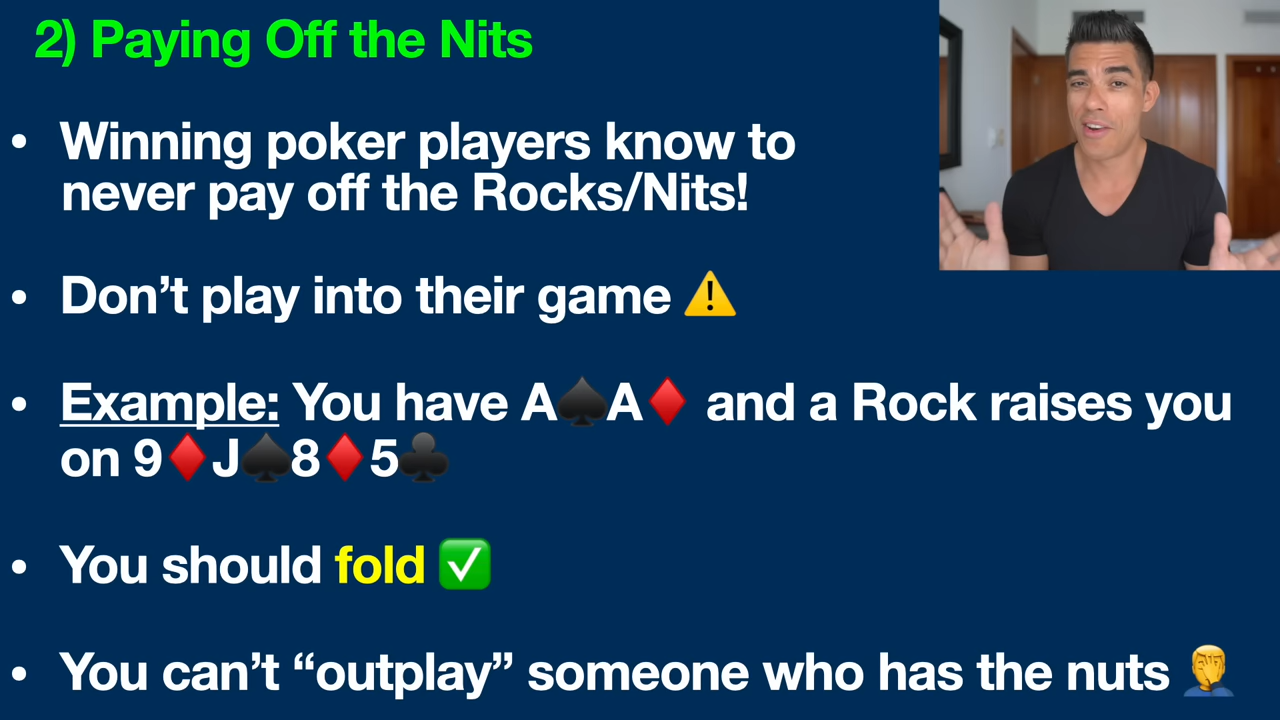 2) Paying Off the Nits
• Winning poker players know to
never pay off the Rocks/Nits!
• Don’t play into their game ⚠️
• Example: You have A♠️A♦️ and a Rock raises you
on 9♦️J♠️8♦️5♣️
• You should fold ✅
• You can’t “outplay” someone who has the nuts 🤦‍♂️